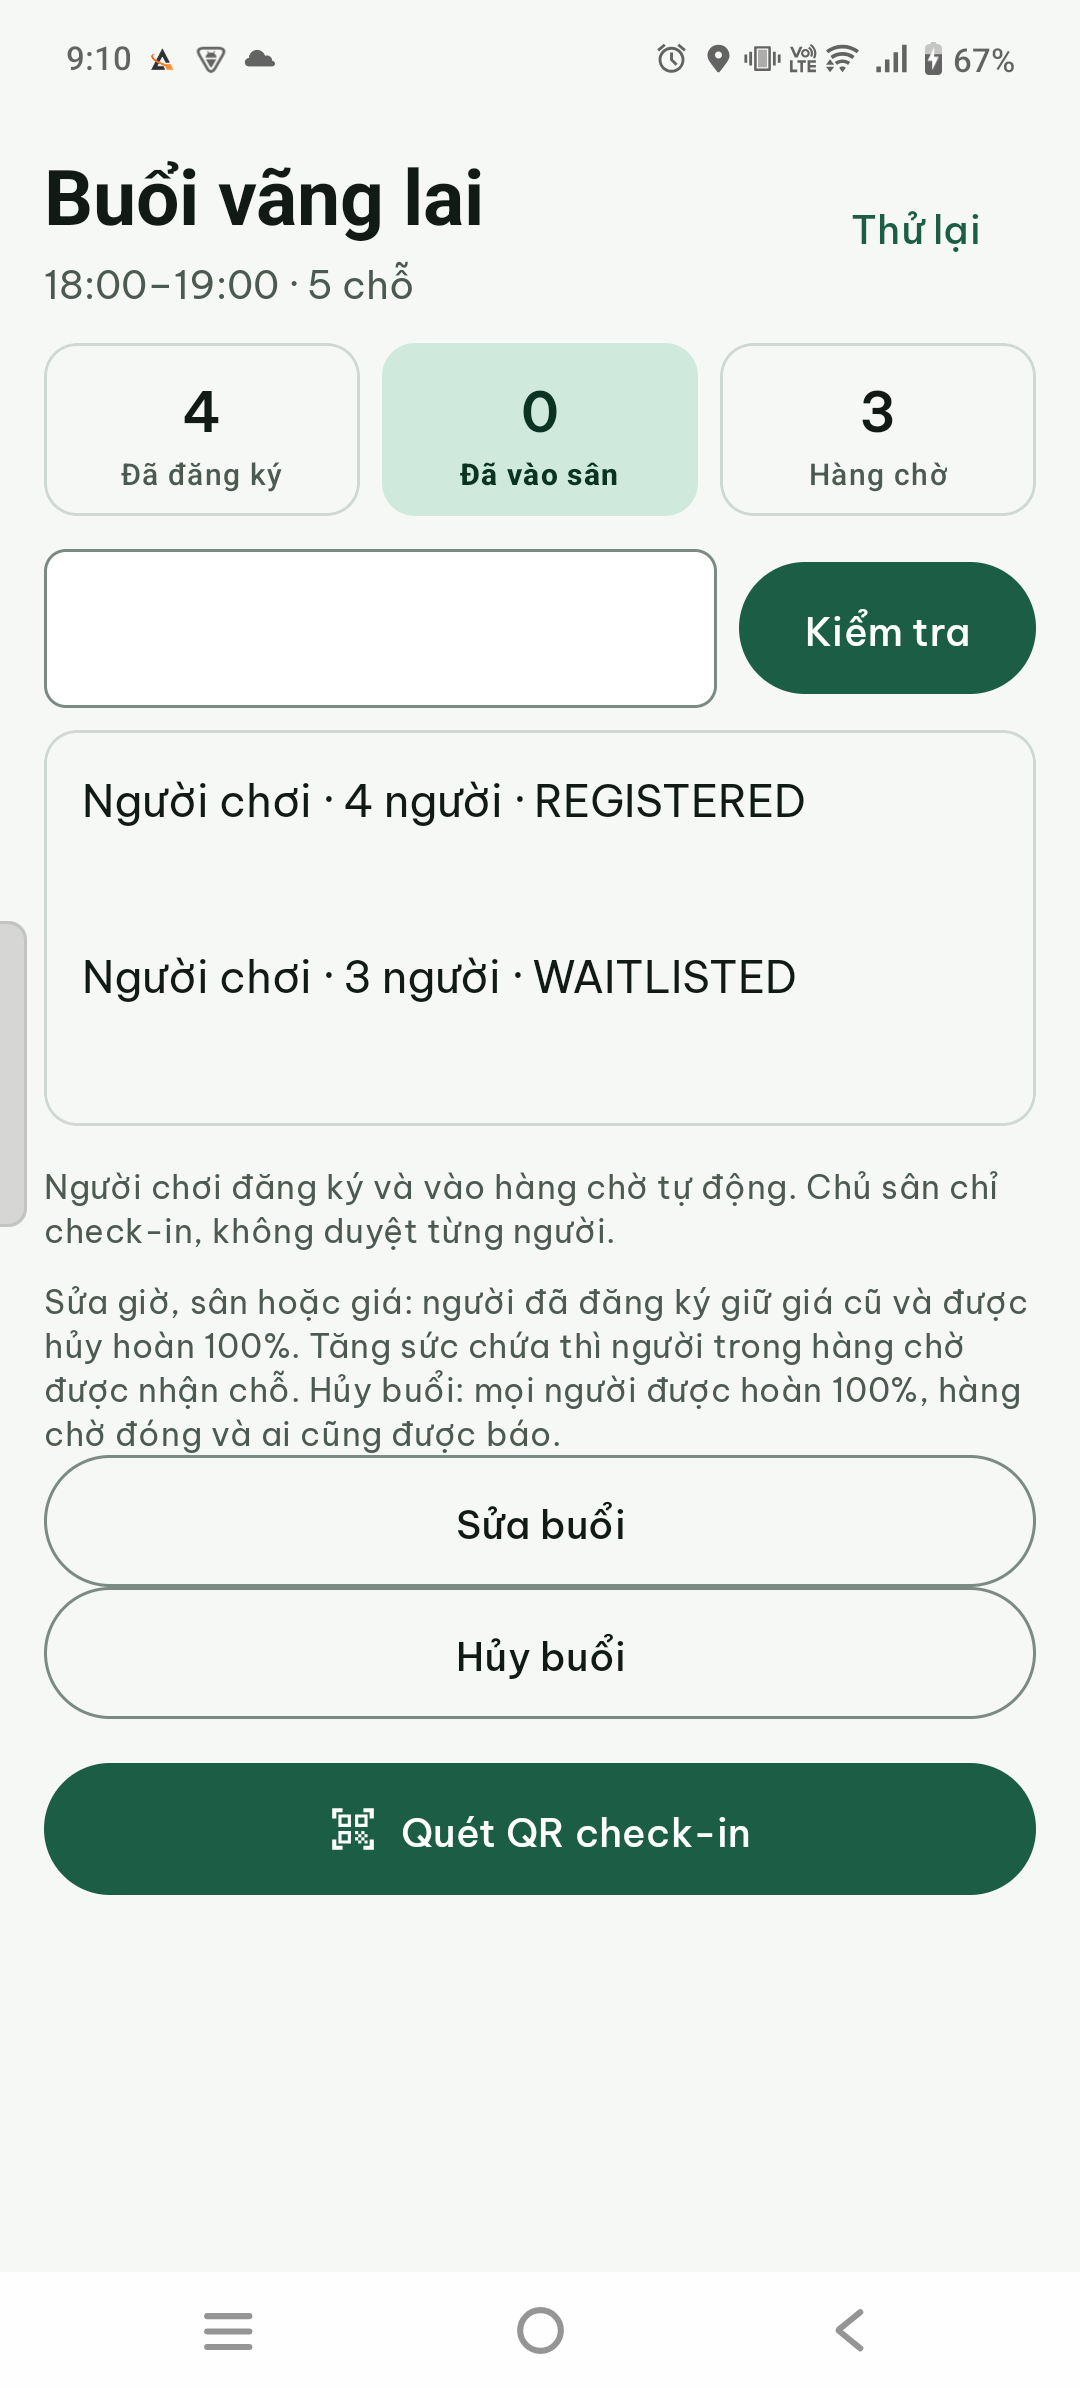 9:10
VoLTE
67%
Buổi vãng lai
Thử lại
18:00–19:00 · 5 chỗ
4
0
3
Đã đăng ký
Đã vào sân
Hàng chờ
Kiểm tra
Người chơi · 4 người · REGISTERED
Người chơi · 3 người · WAITLISTED
Người chơi đăng ký và vào hàng chờ tự động. Chủ sân chỉ
check-in, không duyệt từng người.
Sửa giờ, sân hoặc giá: người đã đăng ký giữ giá cũ và được
hủy hoàn 100%. Tăng sức chứa thì người trong hàng chờ
được nhận chỗ. Hủy buổi: mọi người được hoàn 100%, hàng
chờ đóng và ai cũng được báo.
Sửa buổi
Hủy buổi
Quét QR check-in